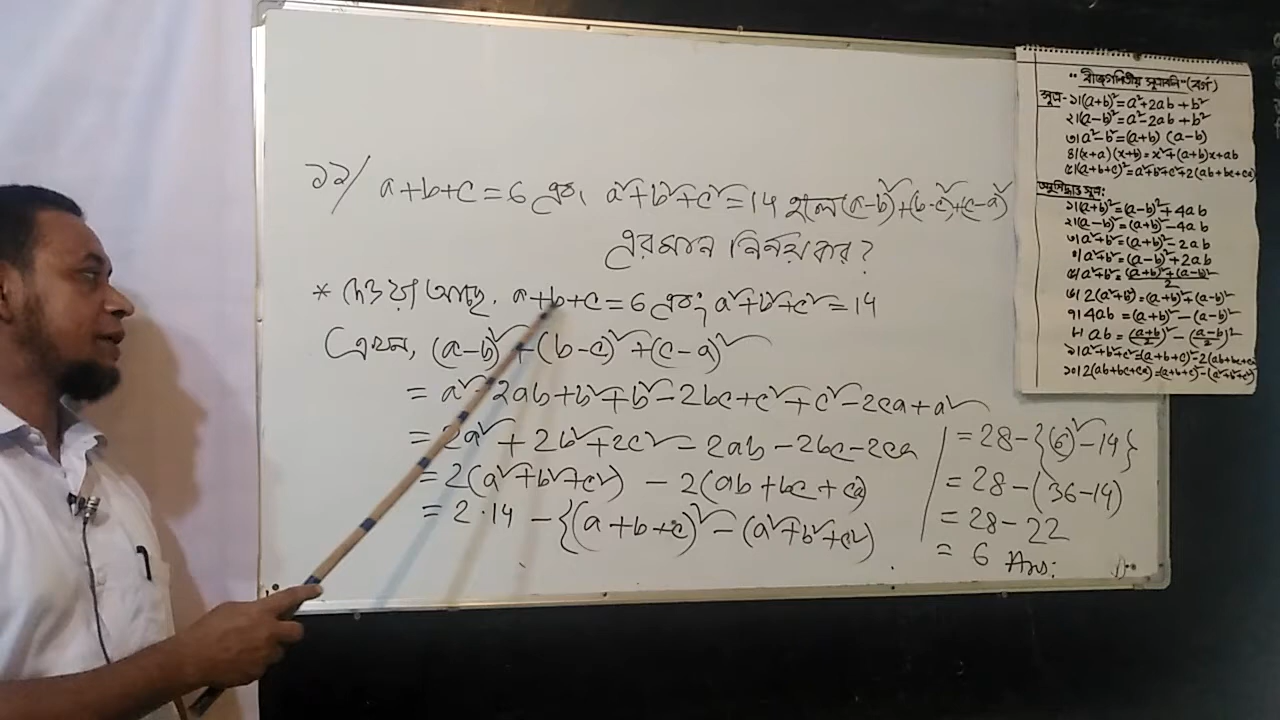 ১১/ a+b+c=6 এবং a²+b²+c²=14 হলে (a-b)²+(b-c)²+(c-a)²
এর মান নির্নয় কর?
* দেওয়া আছে, a+b+c=6 এবং, a²+b²+c²=14
এখন, (a-b)²+(b-c)²+(c-a)²
= a²-2ab+b²+b²-2bc+c²+c²-2ca+a²
= 2a²+2b²+2c²-2ab-2bc-2ca
= 2(a²+b²+c²) - 2(ab+bc+ca)
= 2·14 - {(a+b+c)²-(a²+b²+c²)
= 28-{(6)²-14}
= 28-(36-14)
= 28-22
= 6 Ans:
"বীজগণিতীয় সূত্রাবলি" (বর্গ)
সূত্র-১।(a+b)²=a²+2ab+b²
২।(a-b)²=a²-2ab+b²
৩।a²-b²=(a+b)(a-b)
৪।(x+a)(x+b)=x²+(a+b)x+ab
৫।(a+b+c)²=a²+b²+c²+2(ab+bc+ca)
অনুসিদ্ধান্ত সূত্র:
১।(a+b)²=(a-b)²+4ab
২।(a-b)²=(a+b)²-4ab
৩।a²+b²=(a+b)²-2ab
৪।a²+b²=(a-b)²+2ab
৫।a²+b²=(a+b)²+(a-b)²/2
৬।2(a²+b²)=(a+b)²+(a-b)²
৭।4ab=(a+b)²-(a-b)²
৮।ab=(a+b/2)²-(a-b/2)²
৯।a²+b²+c²=(a+b+c)²-2(ab+bc+ca)
১০।2(ab+bc+ca)=(a+b+c)²-(a²+b²+c²)